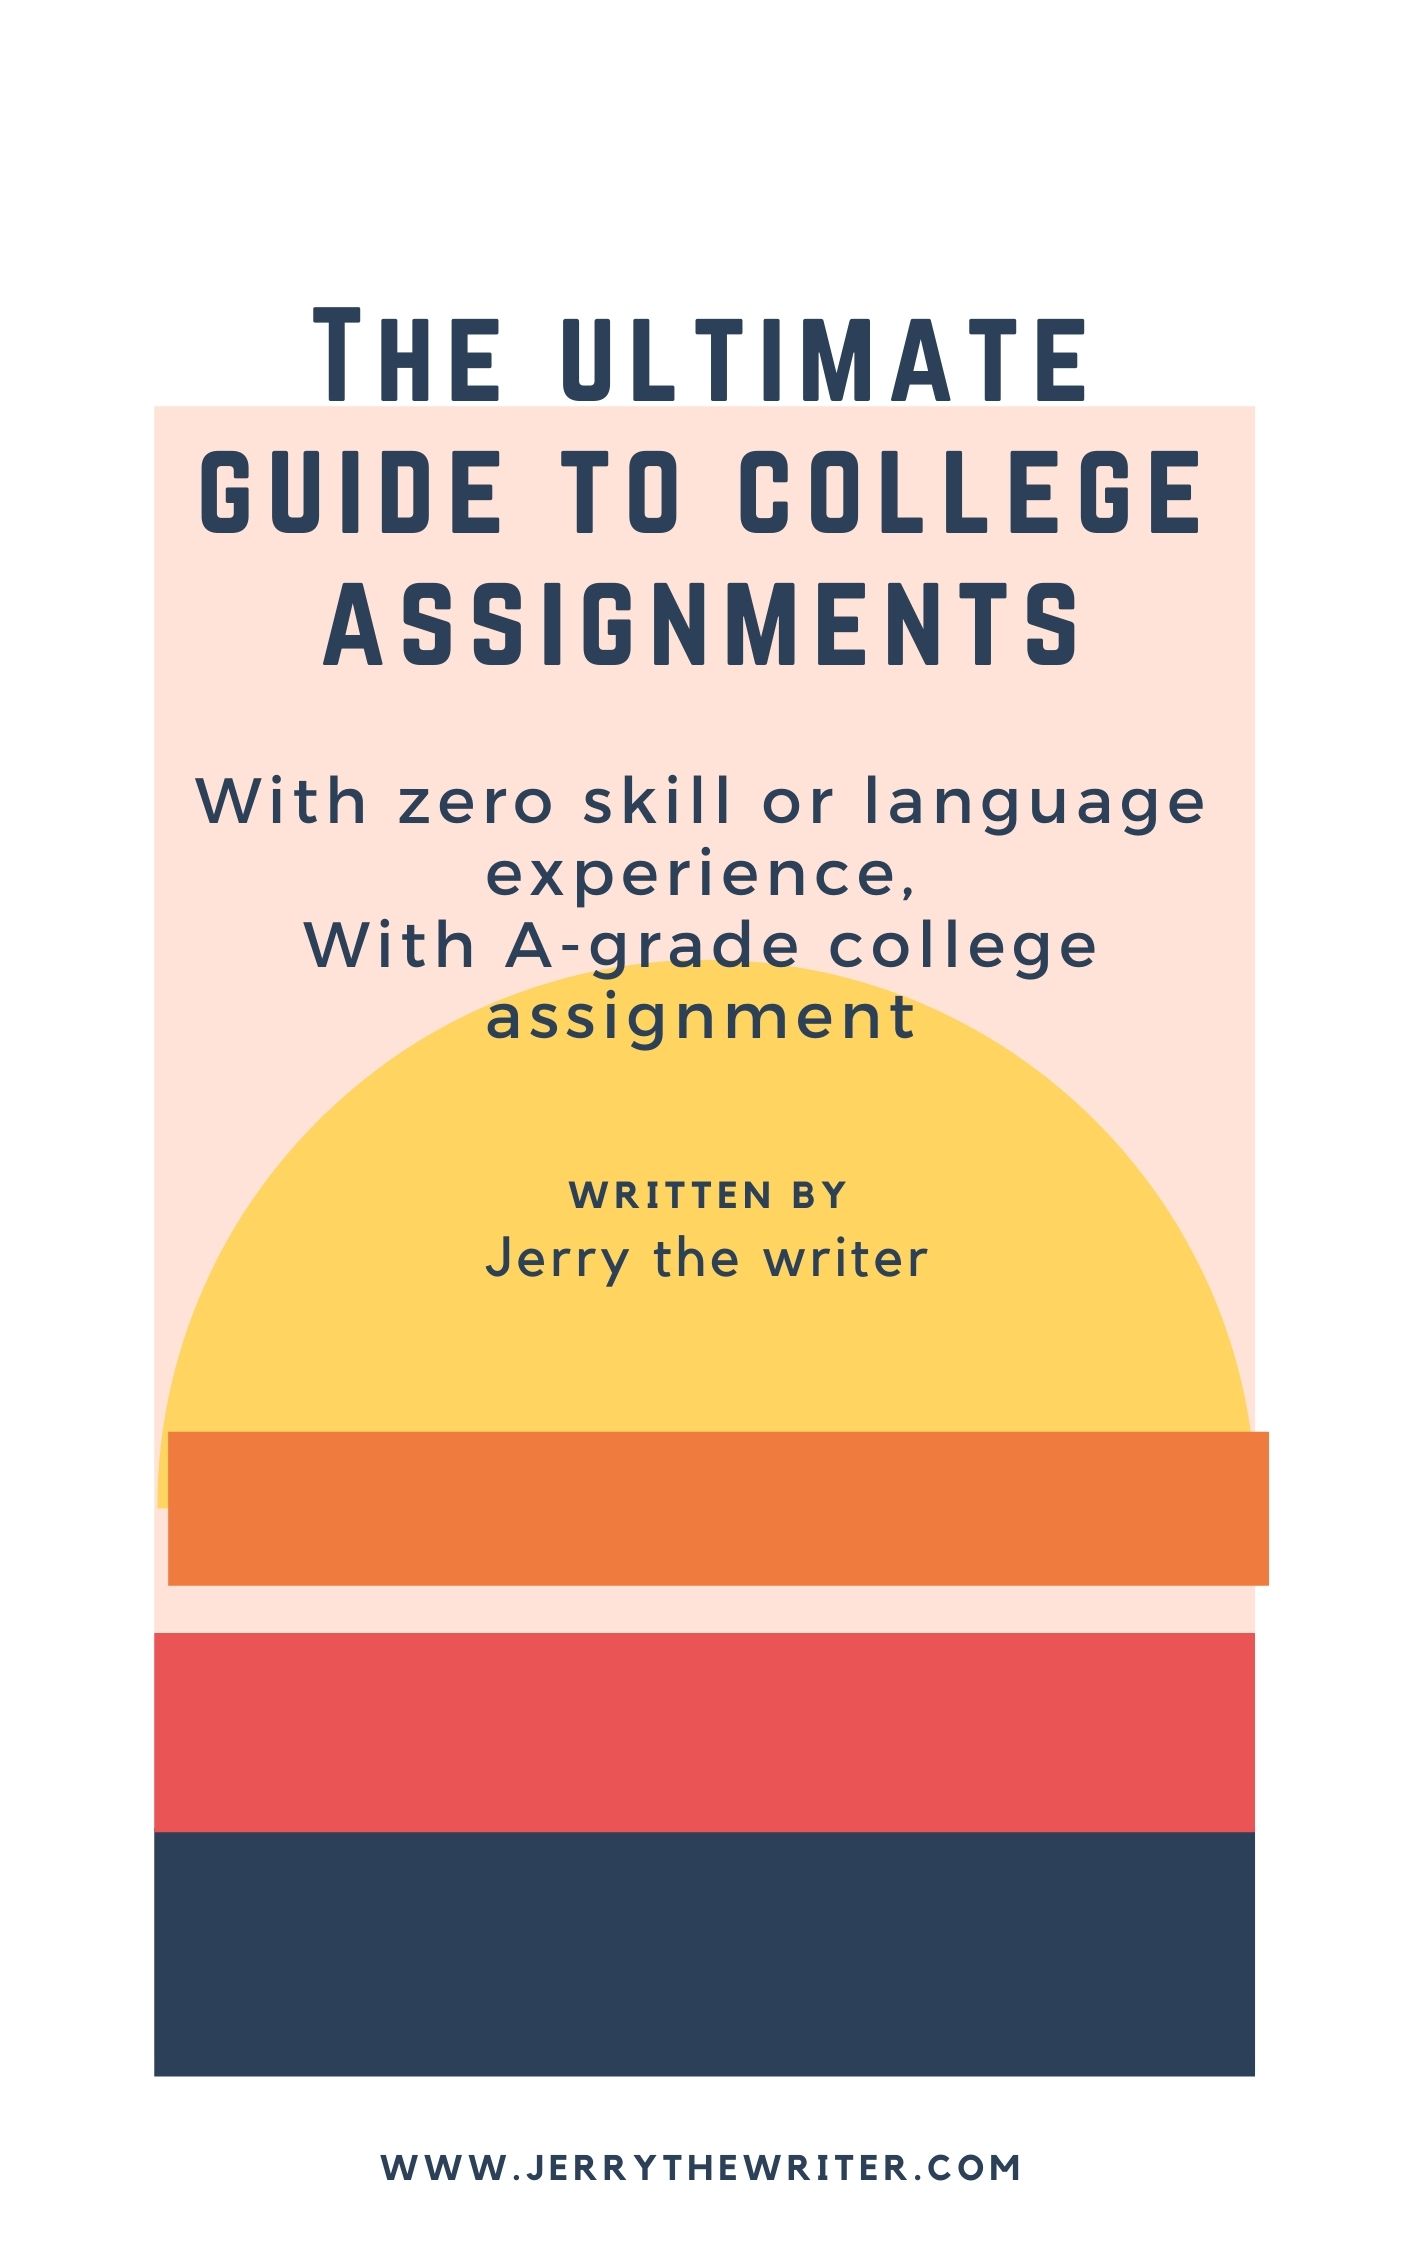 The ultimate
guide to college
assignments
With zero skill or language
experience,
With A-grade college
assignment
WRITTEN BY
Jerry the writer
WWW.JERRYTHEWRITER.COM